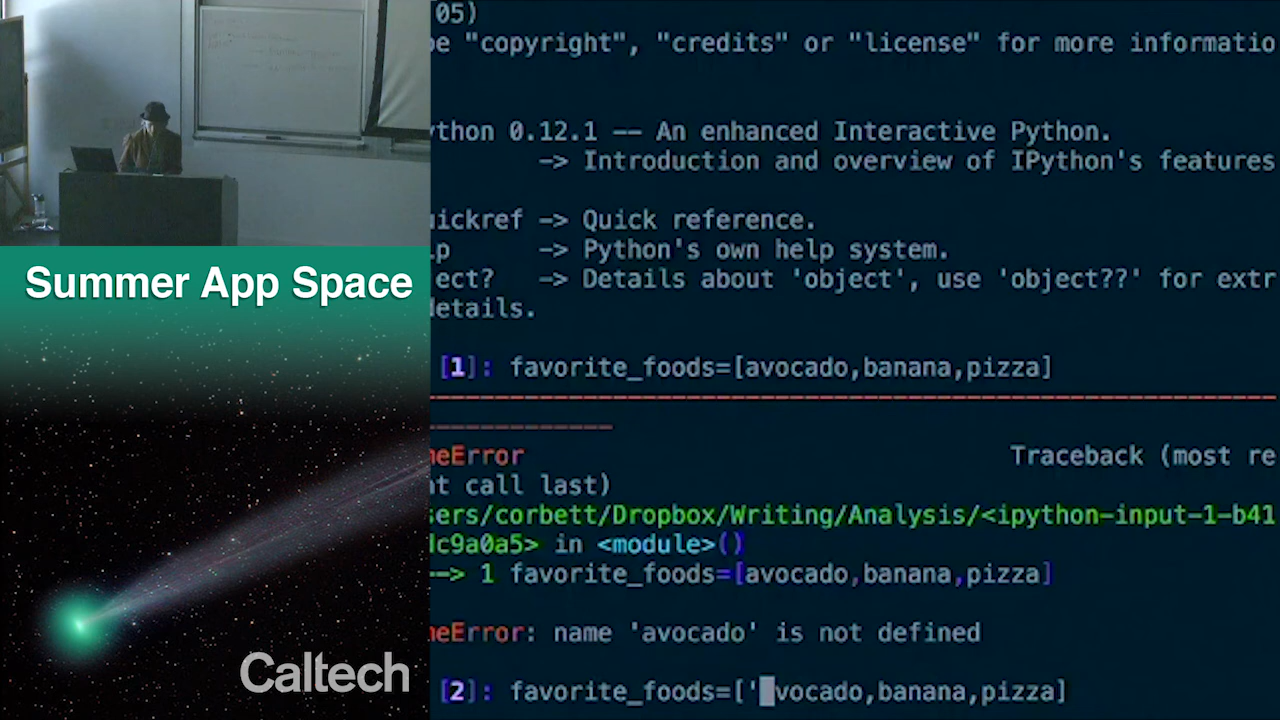 Summer App Space
Caltech
05)
pe "copyright", "credits" or "license" for more informatio
ython 0.12.1 -- An enhanced Interactive Python.
-> Introduction and overview of IPython's features
uickref -> Quick reference.
lp -> Python's own help system.
ect? -> Details about 'object', use 'object??' for extr
details.
[1]: favorite_foods=[avocado,banana,pizza]
---------------------------------------------------------
-------------
meError Traceback (most re
nt call last)
sers/corbett/Dropbox/Writing/Analysis/<ipython-input-1-b41
dc9a0a5> in <module>()
--> 1 favorite_foods=[avocado,banana,pizza]
meError: name 'avocado' is not defined
[2]: favorite_foods=['avocado,banana,pizza]